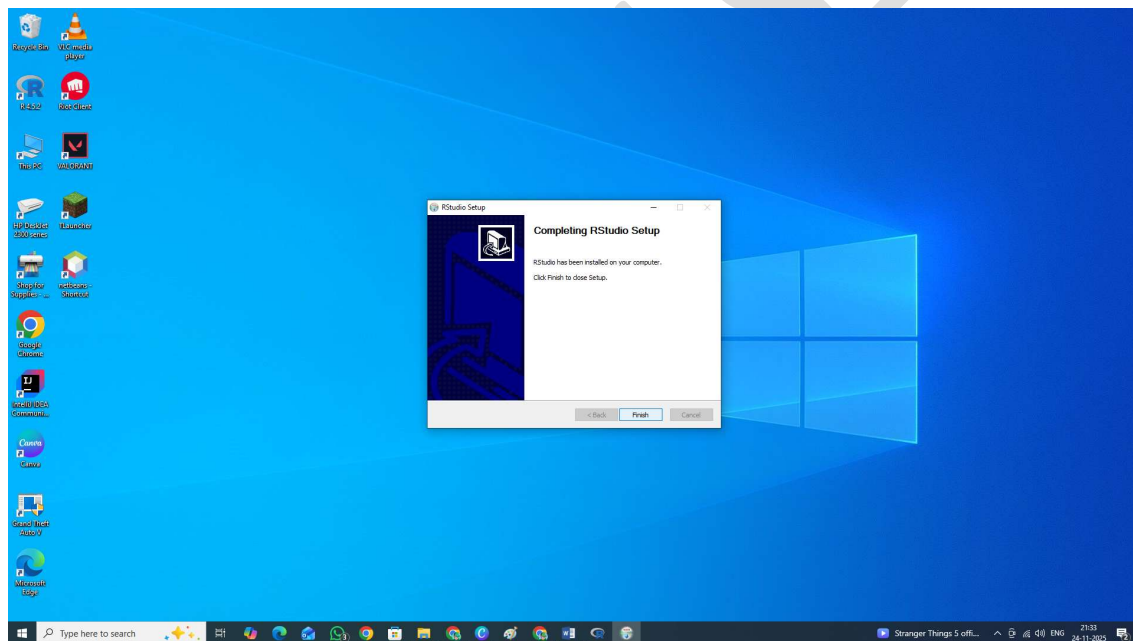 Recycle Bin
VLC media
player
R 4.5.2
Riot Client
This PC
VALORANT
HP DeskJet
2300 series
TLauncher
Shop for
Supplies - ...
netbeans -
Shortcut
Google
Chrome
IJ
IntelliJ IDEA
Communit...
Canva
Canva
Grand Theft
Auto V
Microsoft
Edge
RStudio Setup
Completing RStudio Setup
RStudio has been installed on your computer.
Click Finish to close Setup.
< Back
Finish
Cancel
Type here to search
Stranger Things 5 offi...
ENG
21:33
24-11-2025